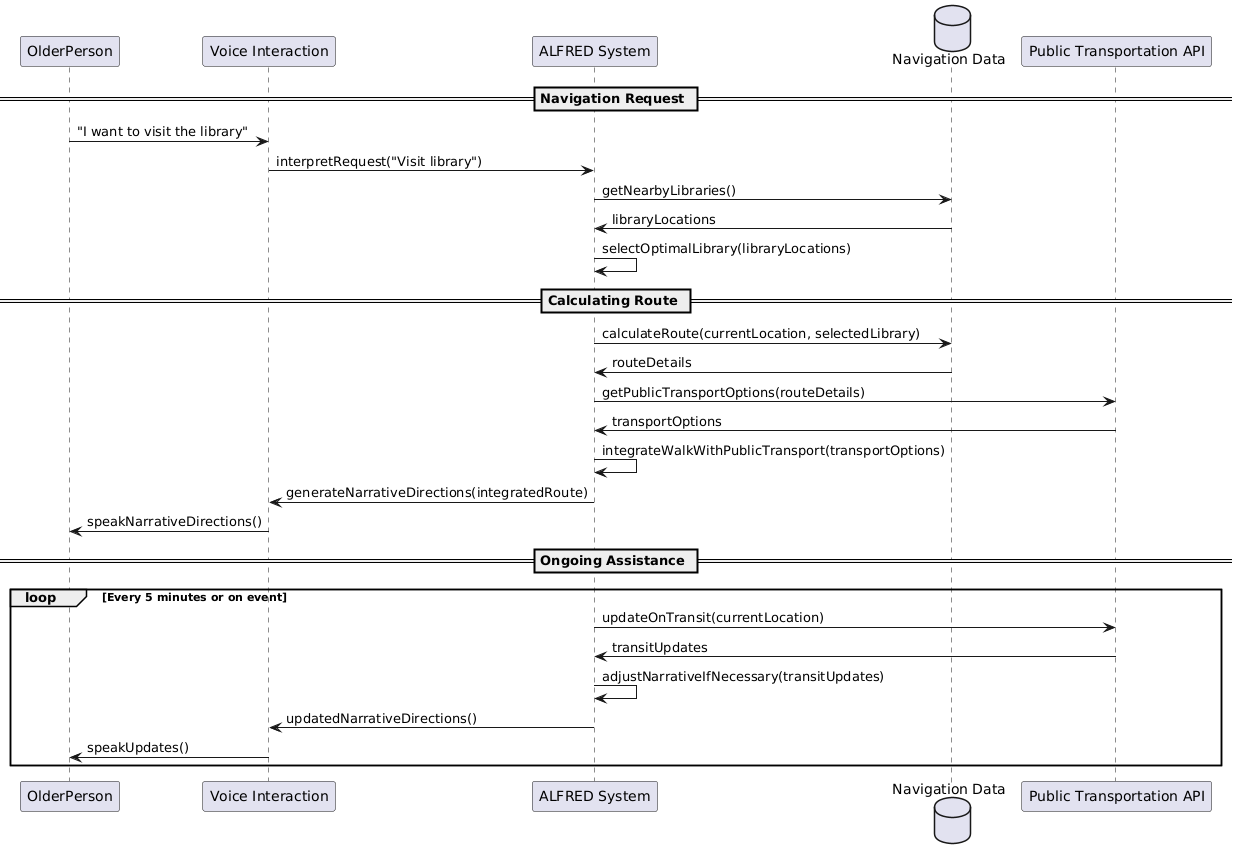 OlderPerson
Voice Interaction
ALFRED System
Navigation Data
Public Transportation API
Navigation Request
"I want to visit the library"
interpretRequest("Visit library")
getNearbyLibraries()
libraryLocations
selectOptimalLibrary(libraryLocations)
Calculating Route
calculateRoute(currentLocation, selectedLibrary)
routeDetails
getPublicTransportOptions(routeDetails)
transportOptions
integrateWalkWithPublicTransport(transportOptions)
generateNarrativeDirections(integratedRoute)
speakNarrativeDirections()
Ongoing Assistance
loop
[Every 5 minutes or on event]
updateOnTransit(currentLocation)
transitUpdates
adjustNarrativeIfNecessary(transitUpdates)
updatedNarrativeDirections()
speakUpdates()
OlderPerson
Voice Interaction
ALFRED System
Navigation Data
Public Transportation API